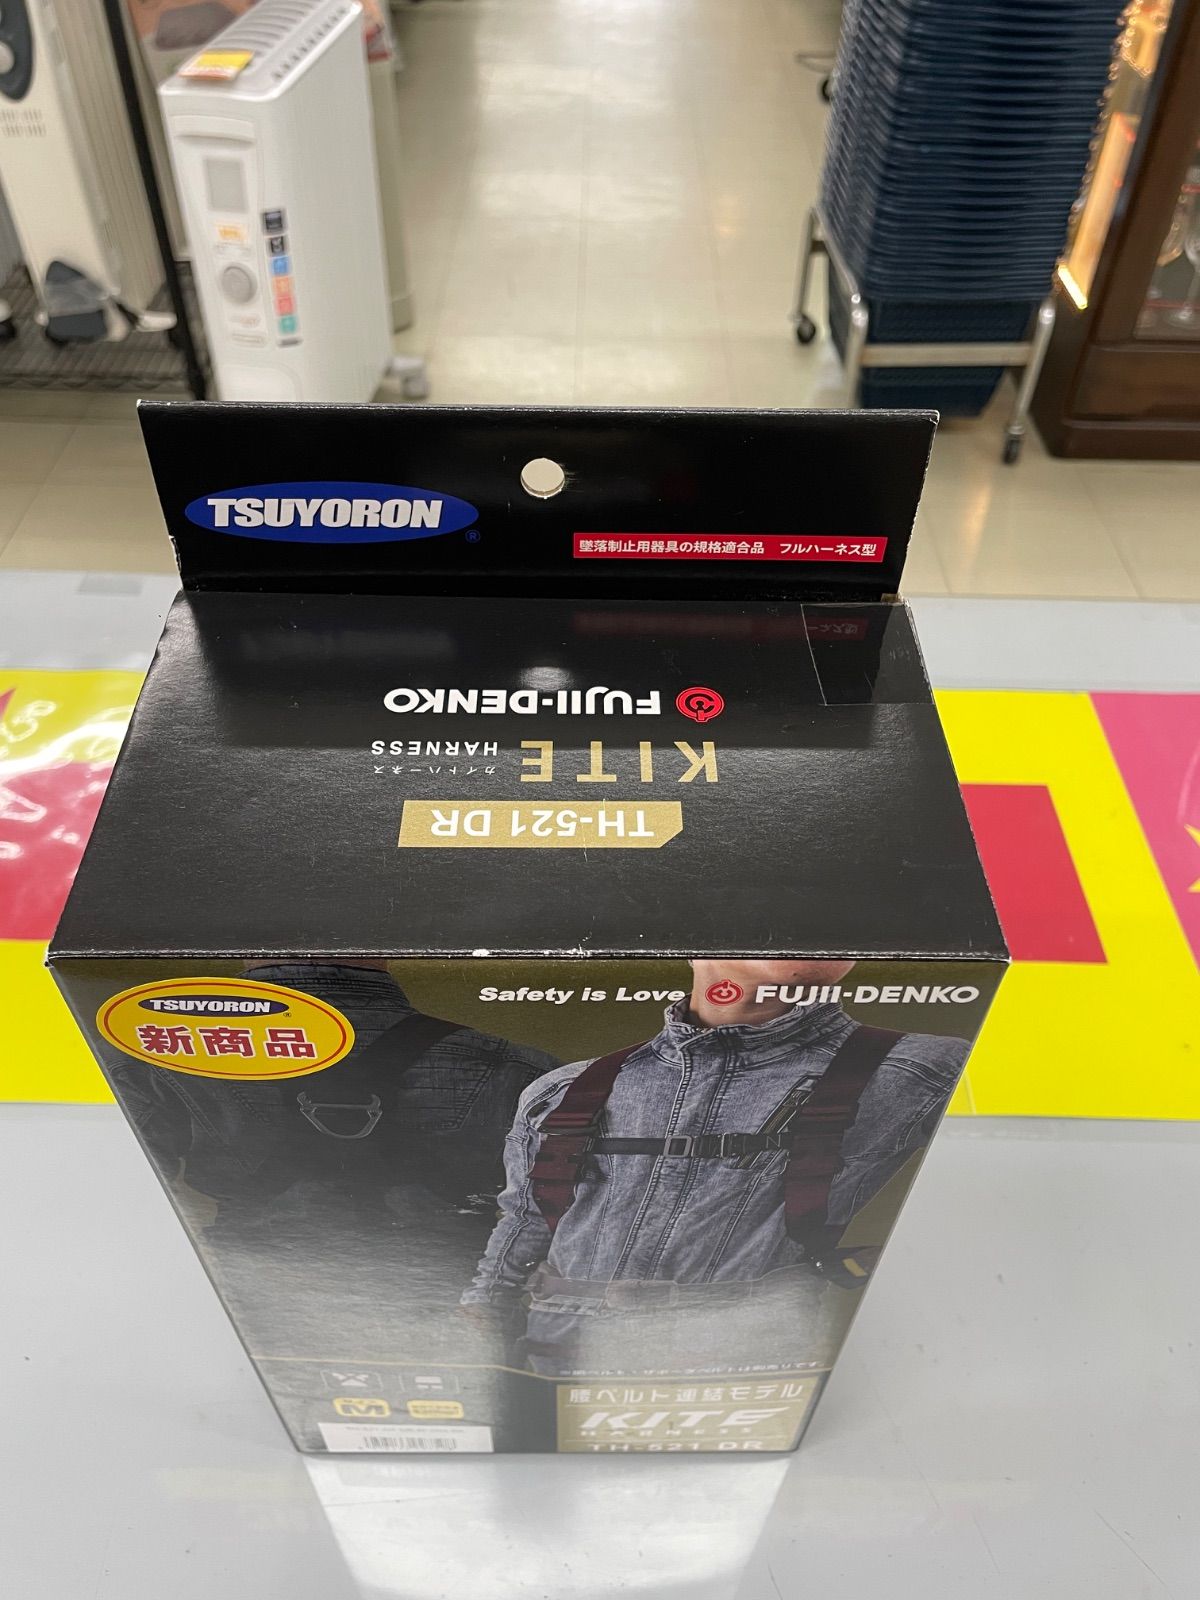 TSUYORON
®
墜落制止用器具の規格適合品 フルハーネス型
FUJII-DENKO
KITE
カイトハーネス
HARNESS
TH-521 DR
TSUYORON
®
新商品
Safety is Love
FUJII-DENKO
腰ベルト連結モデル
KITE
HARNESS
TH-521 DR
M